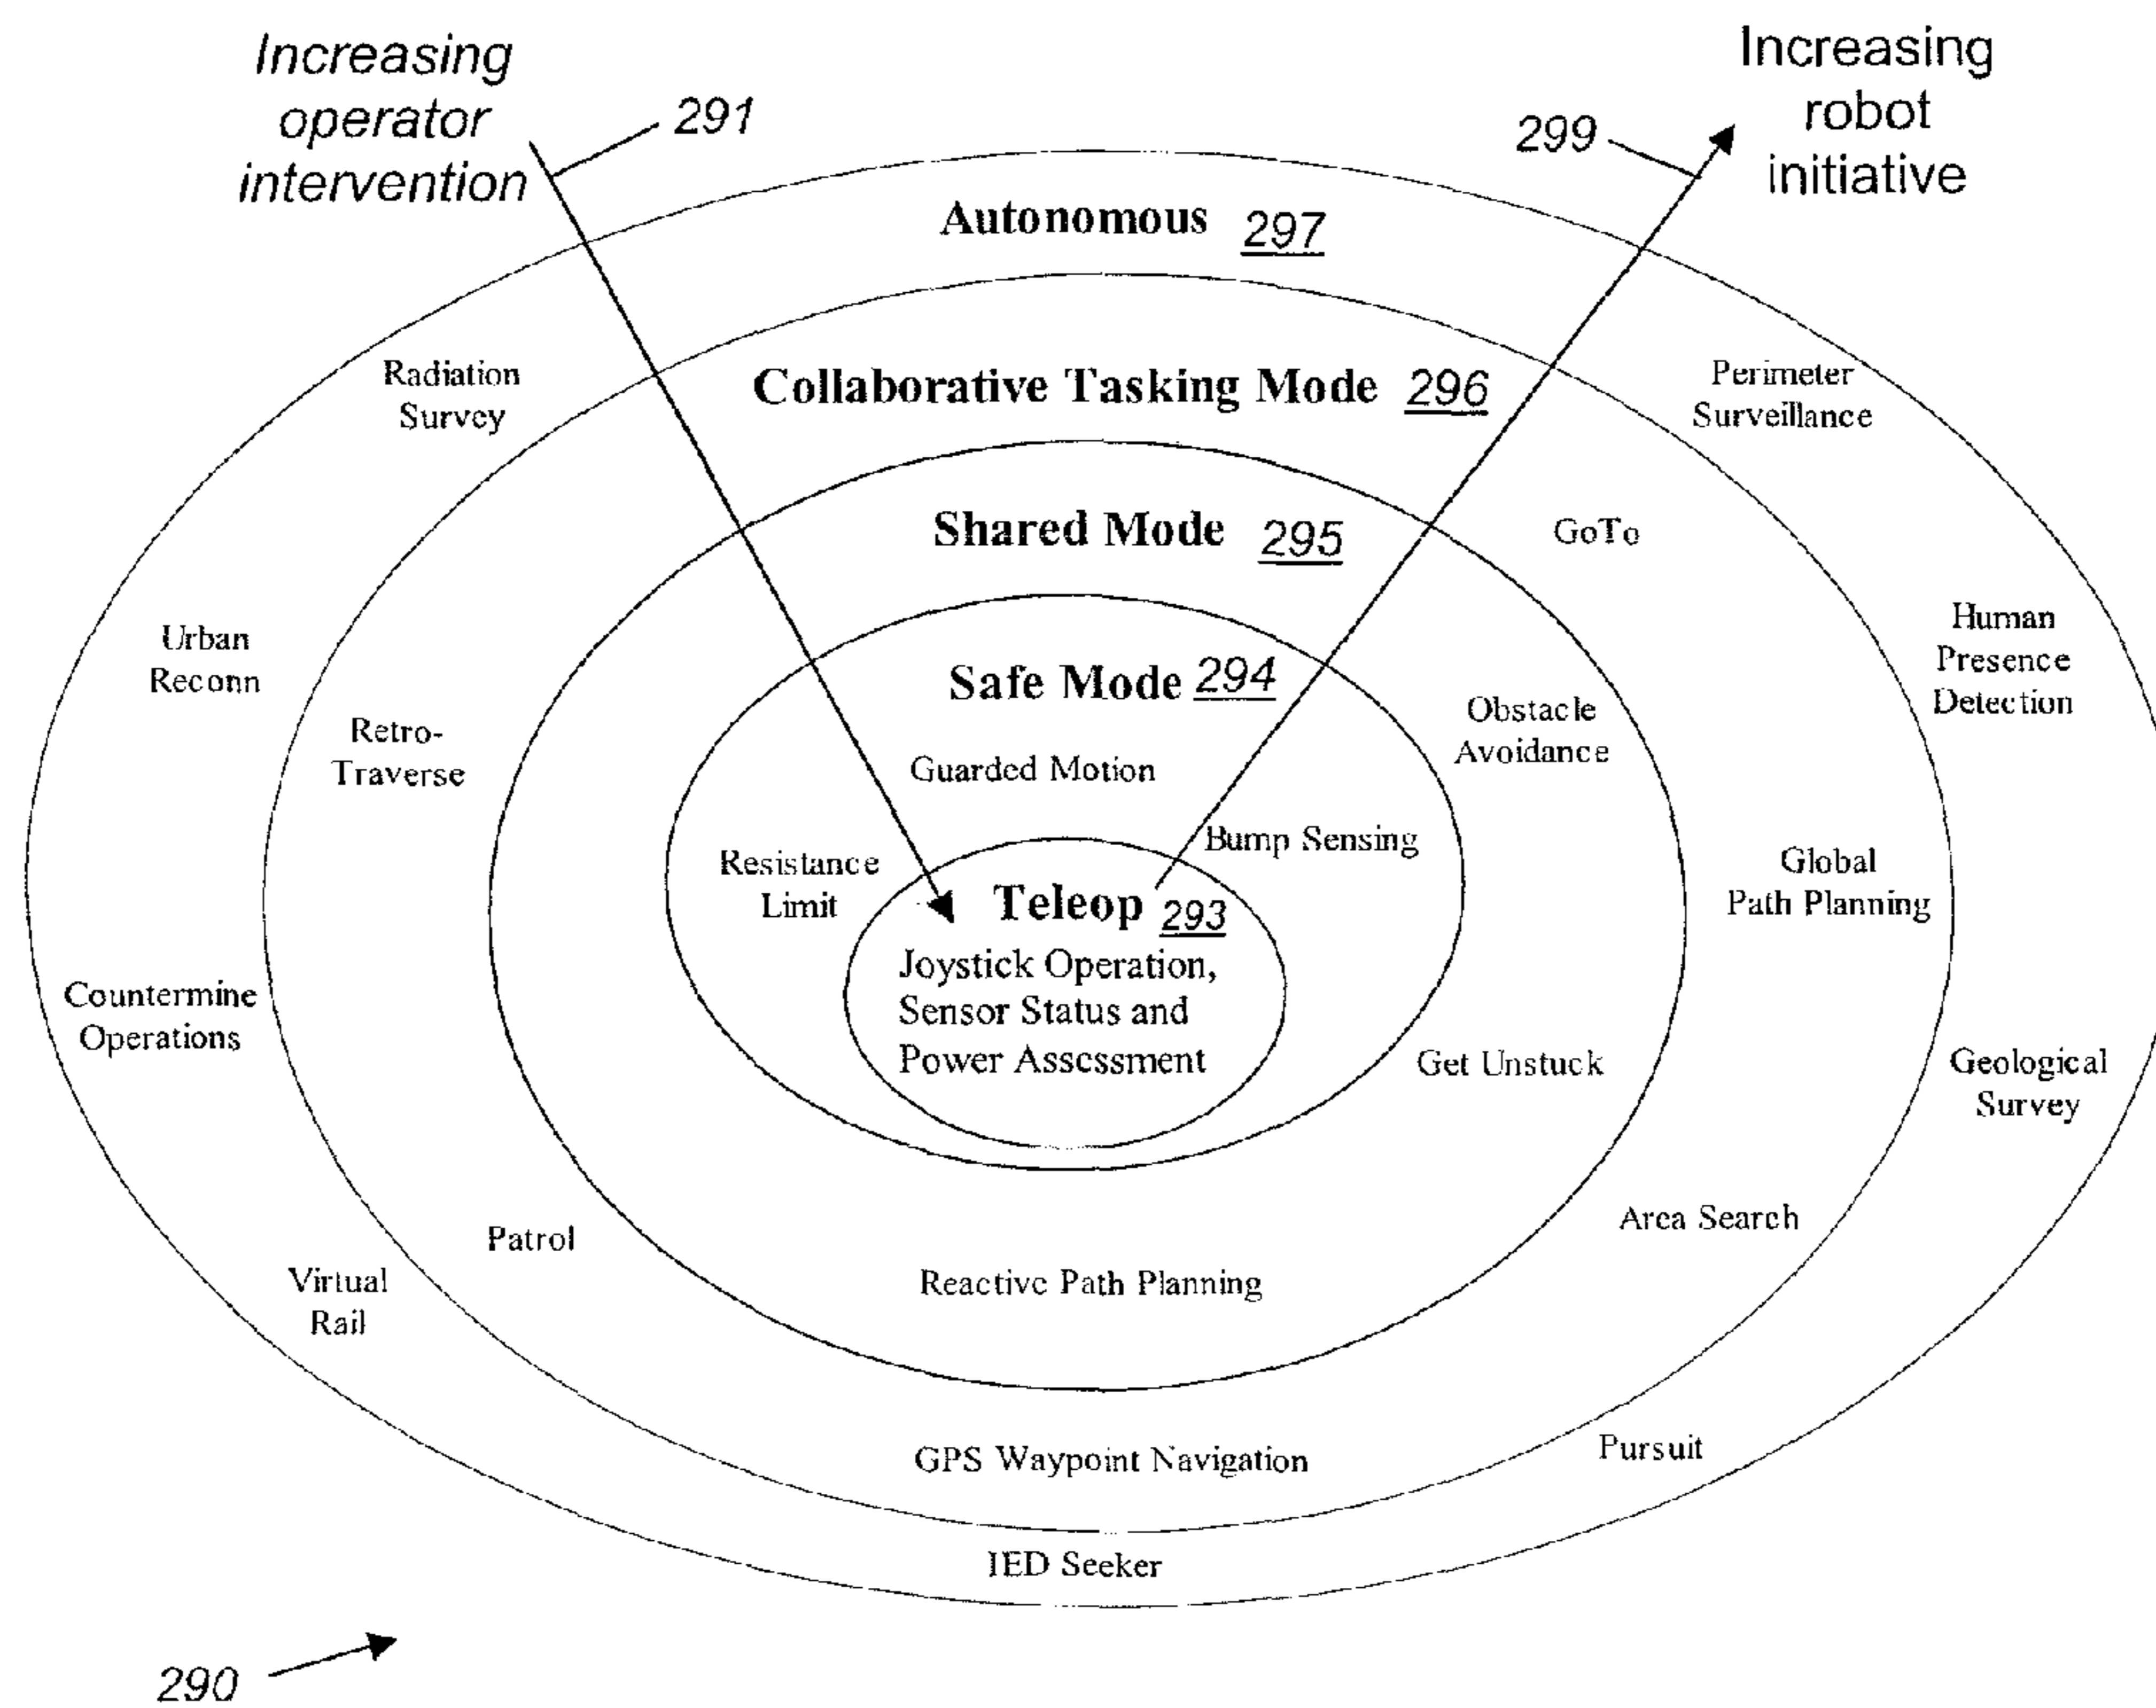 Increasing
operator
intervention
291
299
Increasing
robot
initiative
Autonomous 297
Radiation
Survey
Collaborative Tasking Mode 296
Perimeter
Surveillance
Shared Mode 295
GoTo
Urban
Reconn
Human
Presence
Detection
Safe Mode 294
Retro-
Traverse
Obstacle
Avoidance
Guarded Motion
Resistance
Limit
Bump Sensing
Global
Path Planning
Teleop 293
Joystick Operation,
Sensor Status and
Power Assessment
Countermine
Operations
Get Unstuck
Geological
Survey
Patrol
Area Search
Virtual
Rail
Reactive Path Planning
GPS Waypoint Navigation
Pursuit
IED Seeker
290